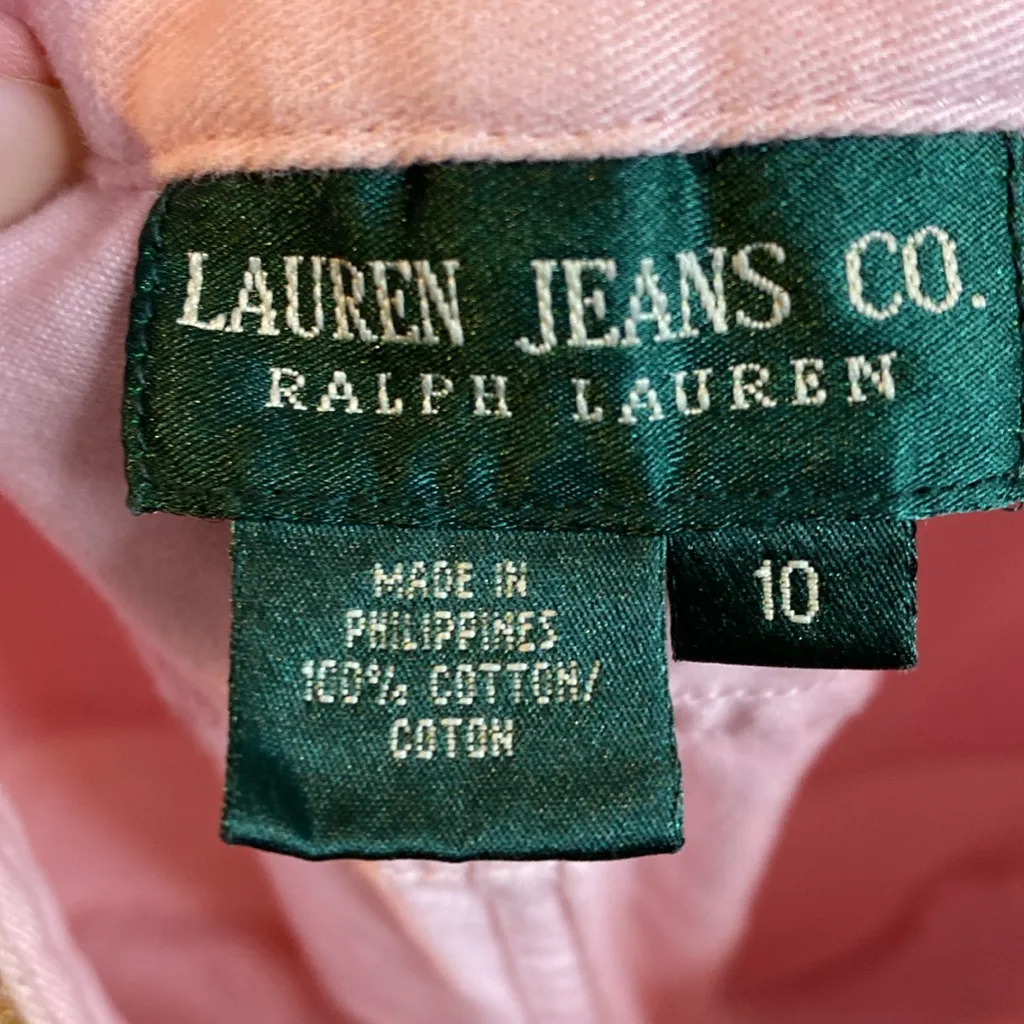 LAUREN JEANS CO.
RALPH LAUREN
MADE IN
PHILIPPINES
100% COTTON/
COTON
10